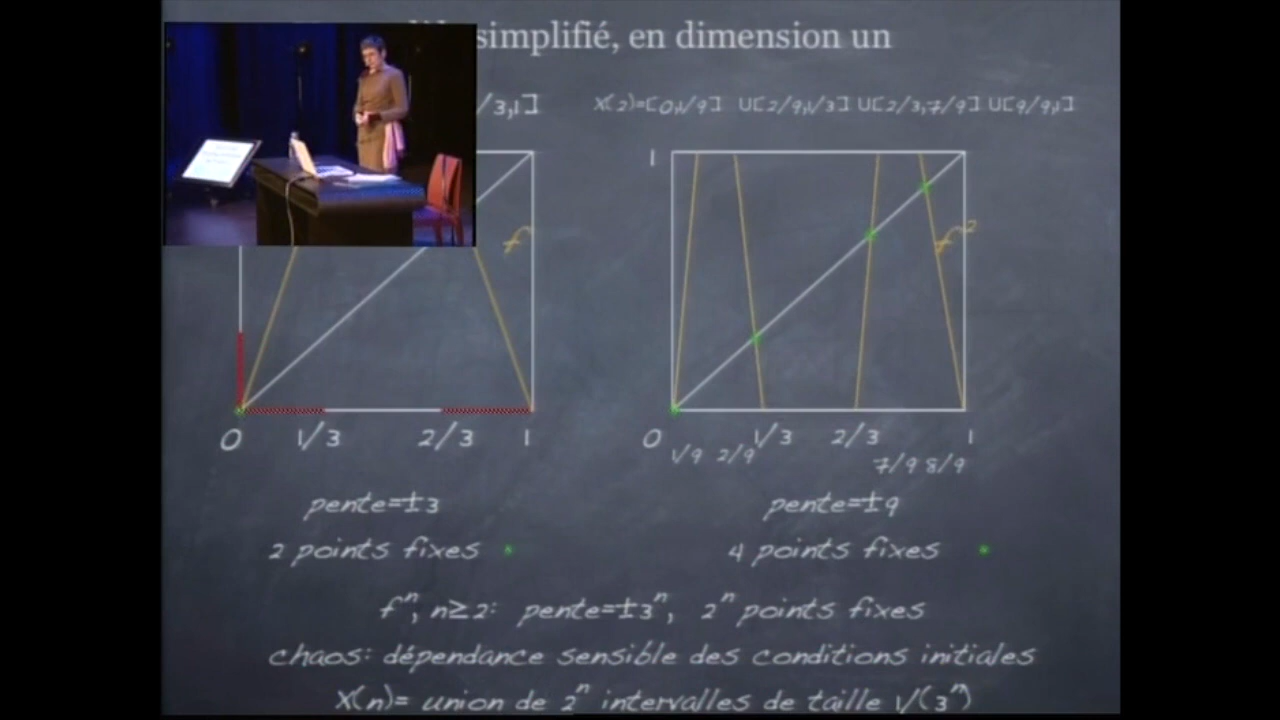 simplifié, en dimension un
/3,1] X(2)=[0,1/9] U[2/9,1/3] U[2/3,7/9] U[9/9,1]
1
f f²
0 1/3 2/3 1 0 1/3 2/3 1
1/9 2/9 7/9 8/9
pente=±3 pente=±9
2 points fixes 4 points fixes
fⁿ, n≥2: pente=±3ⁿ, 2ⁿ points fixes
chaos: dépendance sensible des conditions initiales
X(n)= union de 2ⁿ intervalles de taille 1/(3ⁿ)